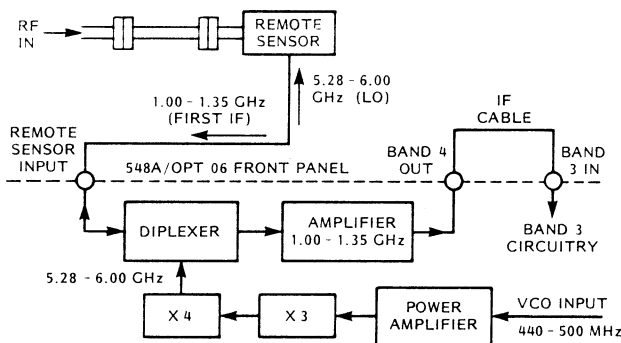 RF
IN
REMOTE
SENSOR
5.28 - 6.00
GHz (LO)
1.00 - 1.35 GHz
(FIRST IF)
IF
CABLE
REMOTE
SENSOR
INPUT
548A/OPT 06 FRONT PANEL
BAND 4
OUT
BAND
3 IN
DIPLEXER
AMPLIFIER
1.00 - 1.35 GHz
BAND 3
CIRCUITRY
5.28 - 6.00 GHz
X 4
X 3
POWER
AMPLIFIER
VCO INPUT
440 - 500 MHz